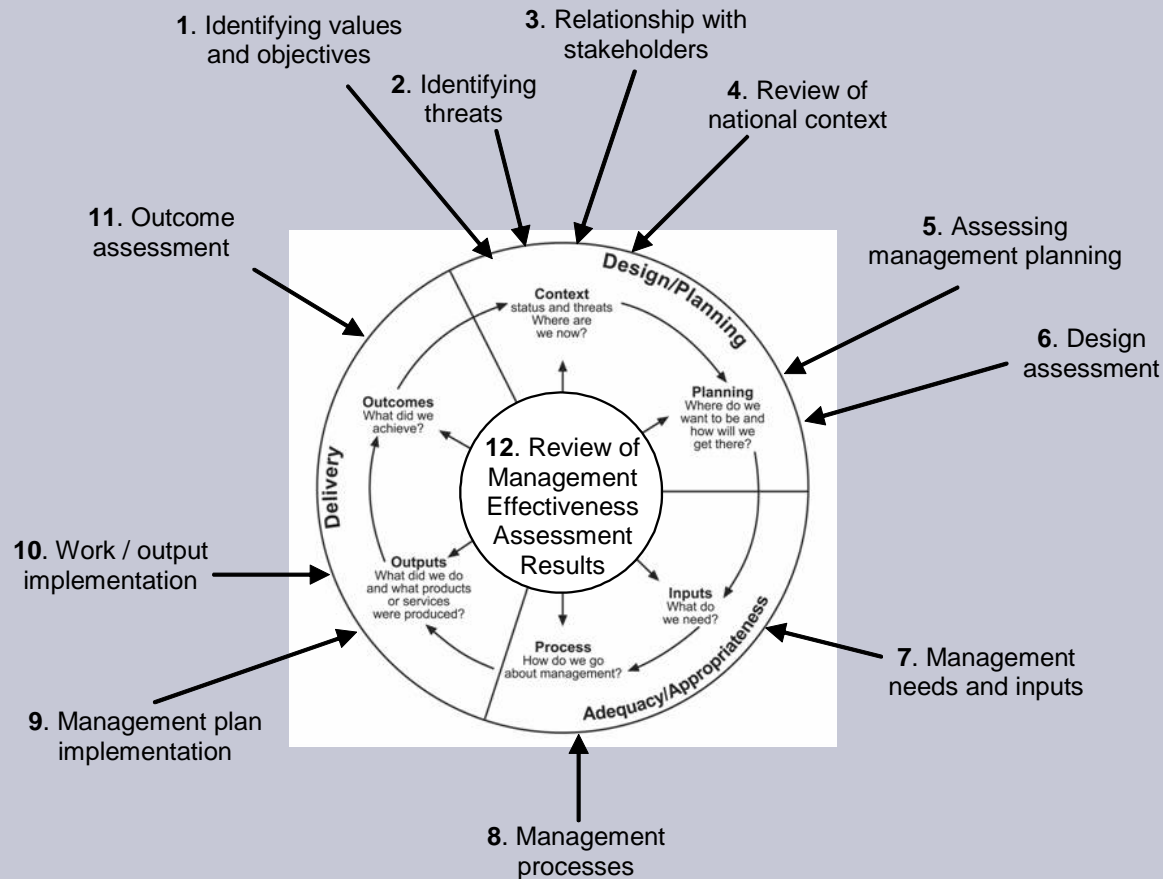 1. Identifying values
and objectives
2. Identifying
threats
3. Relationship with
stakeholders
4. Review of
national context
5. Assessing
management planning
6. Design
assessment
7. Management
needs and inputs
8. Management
processes
9. Management plan
implementation
10. Work / output
implementation
11. Outcome
assessment
Design/Planning
Context
status and threats
Where are
we now?
Planning
Where do we
want to be and
how will we
get there?
Adequacy/Appropriateness
Inputs
What do
we need?
Process
How do we go
about management?
Delivery
Outputs
What did we do
and what products
or services
were produced?
Outcomes
What did we
achieve?
12. Review of
Management
Effectiveness
Assessment
Results